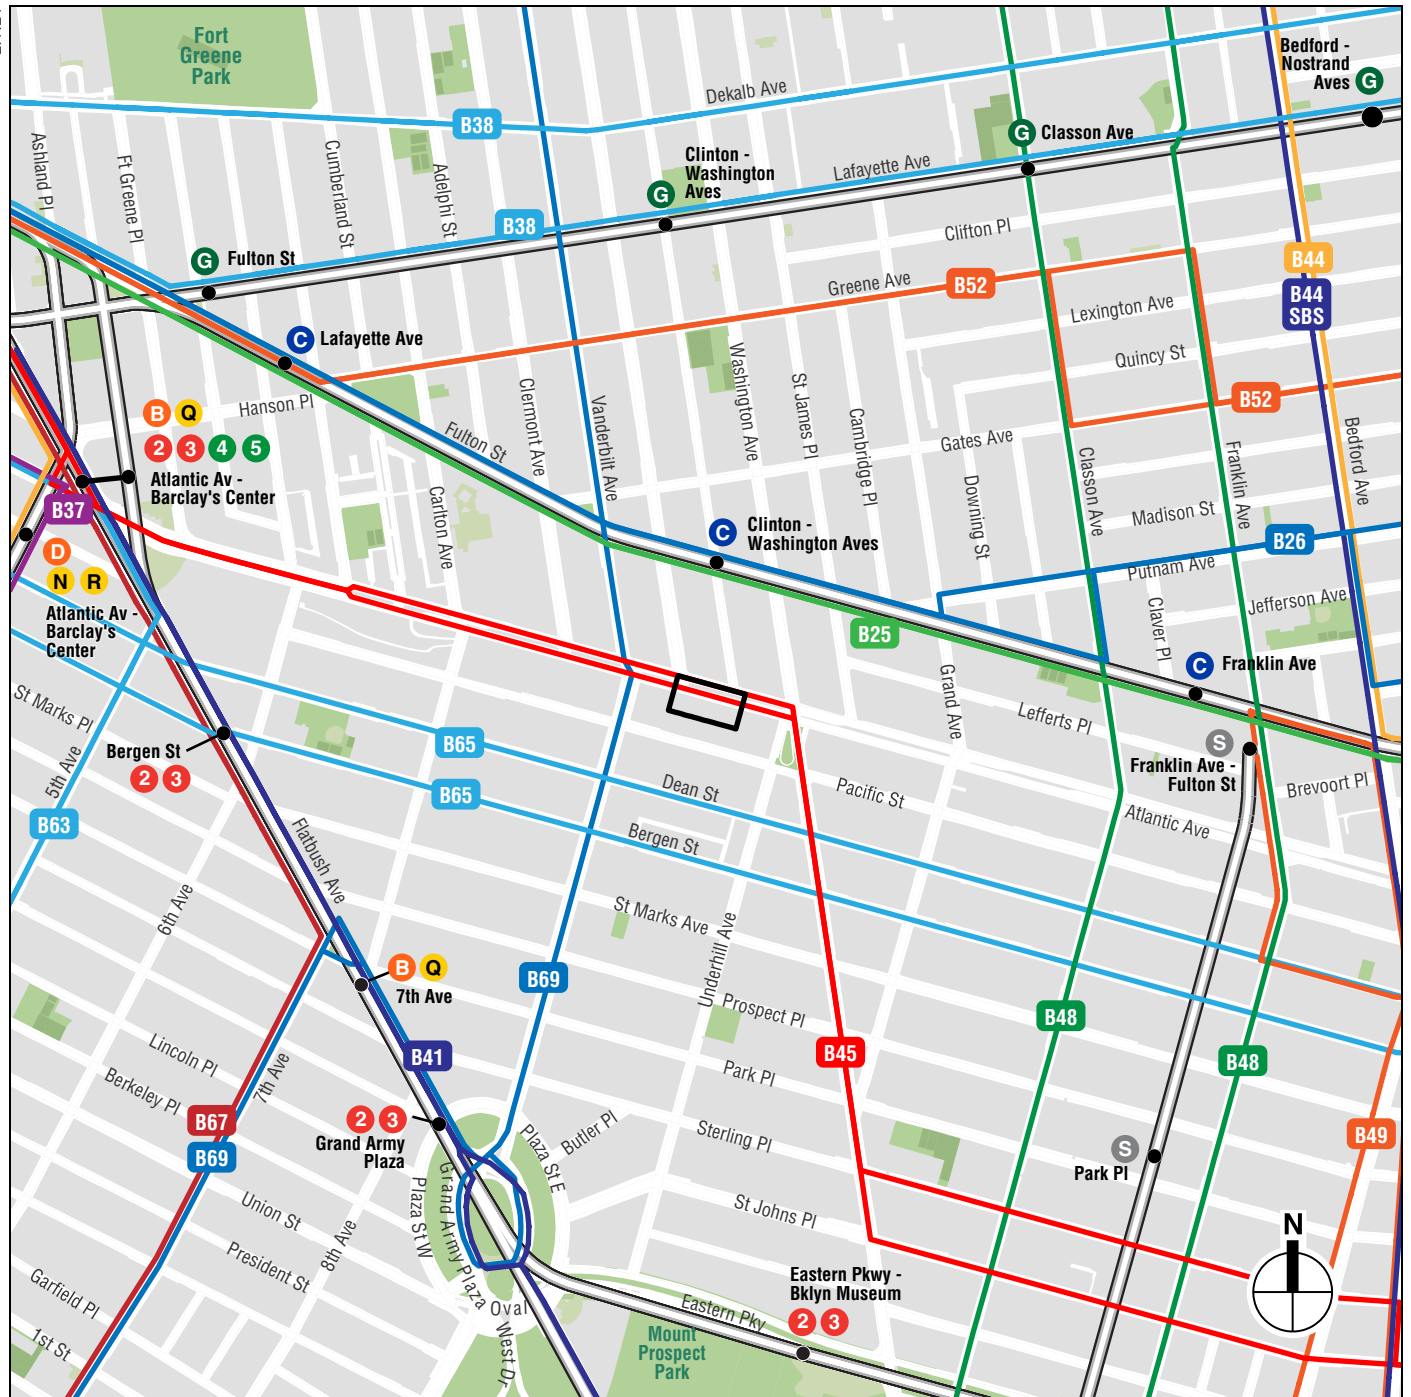 Fort
Greene
Park
Bedford -
Nostrand
Aves G
Dekalb Ave
B38
G Classon Ave
Ashland Pl
Ft Greene Pl
Cumberland St
Adelphi St
Clinton -
Washington
Aves
G
Lafayette Ave
B38
Clifton Pl
G Fulton St
B44
B44
SBS
Greene Ave
B52
Lexington Ave
C Lafayette Ave
Quincy St
B52
Hanson Pl
B Q
2 3 4 5
Atlantic Av -
Barclay's Center
Fulton St
Clermont Ave
Vanderbilt Ave
Washington Ave
St James Pl
Cambridge Pl
Gates Ave
Downing St
Classon Ave
Franklin Ave
Bedford Ave
B37
Carlton Ave
Madison St
D
N R
Atlantic Av -
Barclay's
Center
C Clinton -
Washington Aves
B26
Putnam Ave
Jefferson Ave
Claver Pl
B25
C Franklin Ave
Grand Ave
Lefferts Pl
St Marks Pl
Bergen St
2 3
5th Ave
B65
B65
S
Franklin Ave -
Fulton St
Brevoort Pl
Dean St
Pacific St
Atlantic Ave
B63
Bergen St
Flatbush Ave
6th Ave
St Marks Ave
Underhill Ave
B Q
7th Ave
B69
Prospect Pl
B48
B48
Lincoln Pl
Berkeley Pl
7th Ave
B41
B45
Park Pl
B67
B69
2 3
Grand Army
Plaza
Plaza St E
Butler Pl
Sterling Pl
S
Park Pl
B49
Plaza St W
Grand Army Plaza
Union St
8th Ave
St Johns Pl
N
President St
Garfield Pl
1st St
Oval
West Dr
Eastern Pkwy -
Bklyn Museum
2 3
Eastern Pky
Mount
Prospect
Park